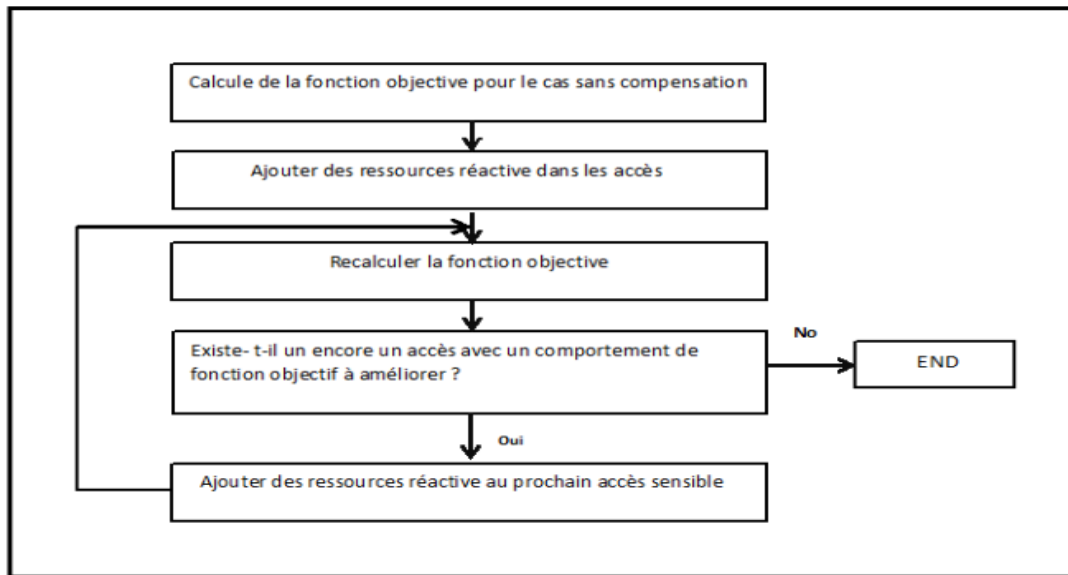 Calcule de la fonction objective pour le cas sans compensation
Ajouter des ressources réactive dans les accès
Recalculer la fonction objective
Existe- t-il un encore un accès avec un comportement de
fonction objectif à améliorer ?
No
END
Oui
Ajouter des ressources réactive au prochain accès sensible